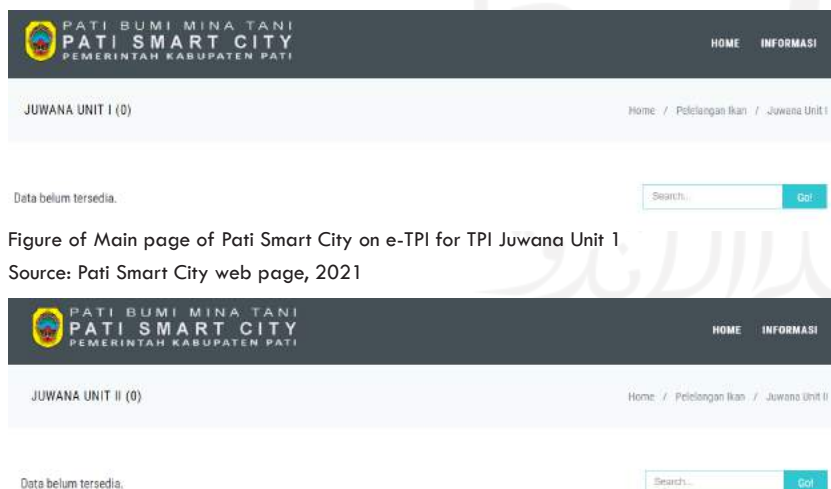 PATI BUMI MINA TANI
PATI SMART CITY
PEMERINTAH KABUPATEN PATI
HOME INFORMASI
JUWANA UNIT I (0)
Home / Pelelangan Ikan / Juwana Unit I
Data belum tersedia.
Search... Go!
Figure of Main page of Pati Smart City on e-TPI for TPI Juwana Unit 1
Source: Pati Smart City web page, 2021
PATI BUMI MINA TANI
PATI SMART CITY
PEMERINTAH KABUPATEN PATI
HOME INFORMASI
JUWANA UNIT II (0)
Home / Pelelangan Ikan / Juwana Unit II
Data belum tersedia.
Search... Go!